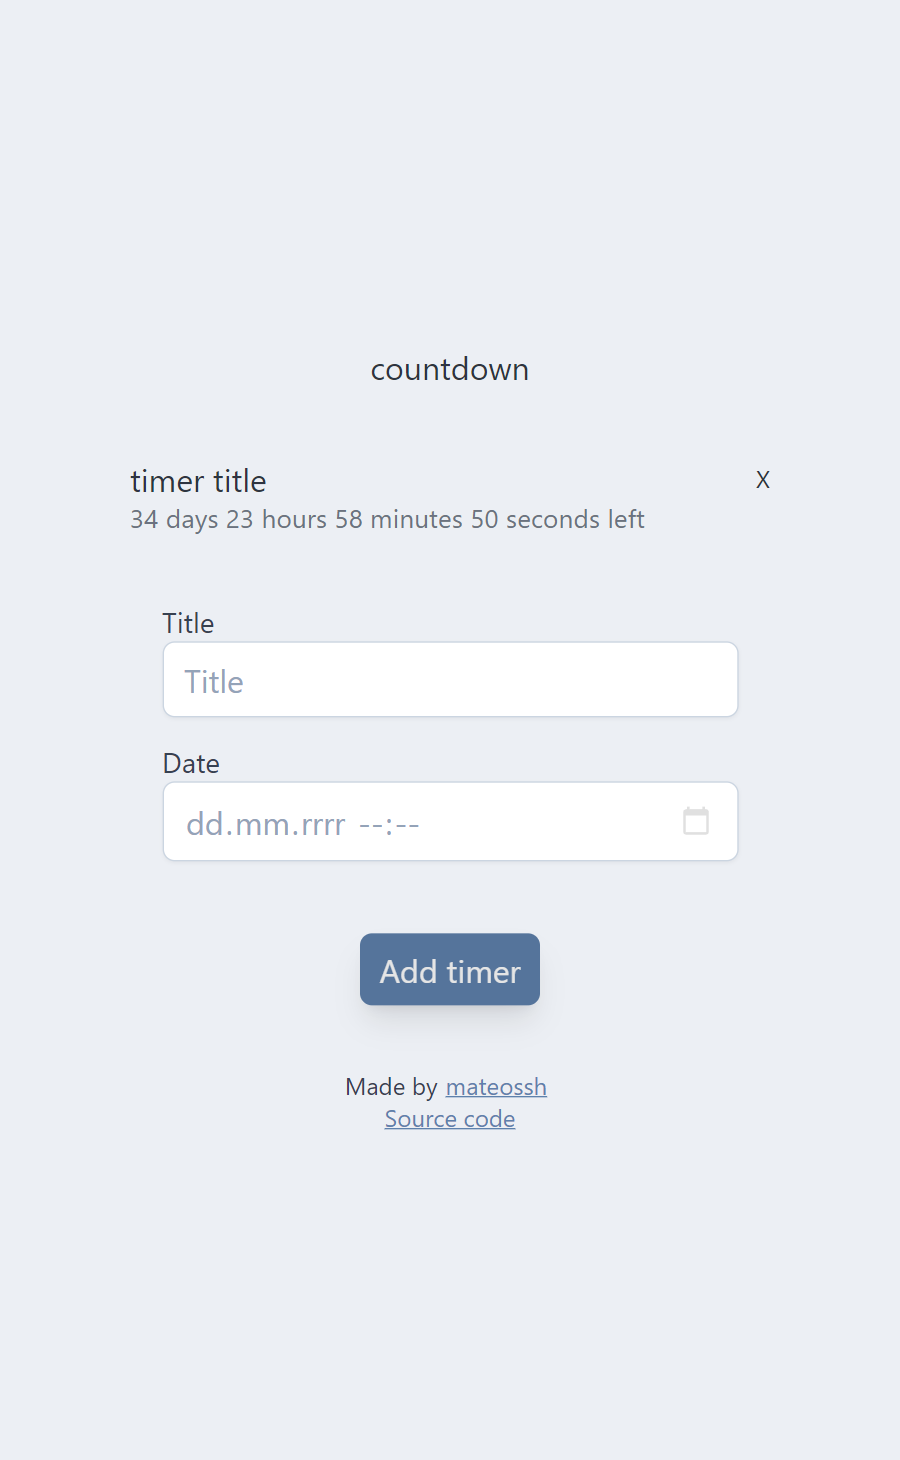 countdown
timer title
X
34 days 23 hours 58 minutes 50 seconds left
Title
Title
Date
dd.mm.rrrr --:--
Add timer
Made by mateossh
Source code